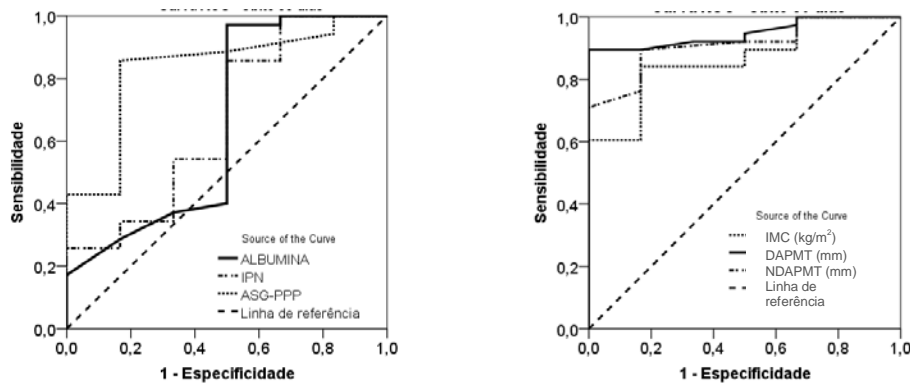 1,0
0,8
0,6
0,4
0,2
0,0
Sensibilidade
Source of the Curve
ALBUMINA
IPN
ASG-PPP
Linha de referência
0,0 0,2 0,4 0,6 0,8 1,0
1 - Especificidade
1,0
0,8
0,6
0,4
0,2
0,0
Sensibilidade
Source of the Curve
IMC (kg/m²)
DAPMT (mm)
NDAPMT (mm)
Linha de
referência
0,0 0,2 0,4 0,6 0,8 1,0
1 - Especificidade